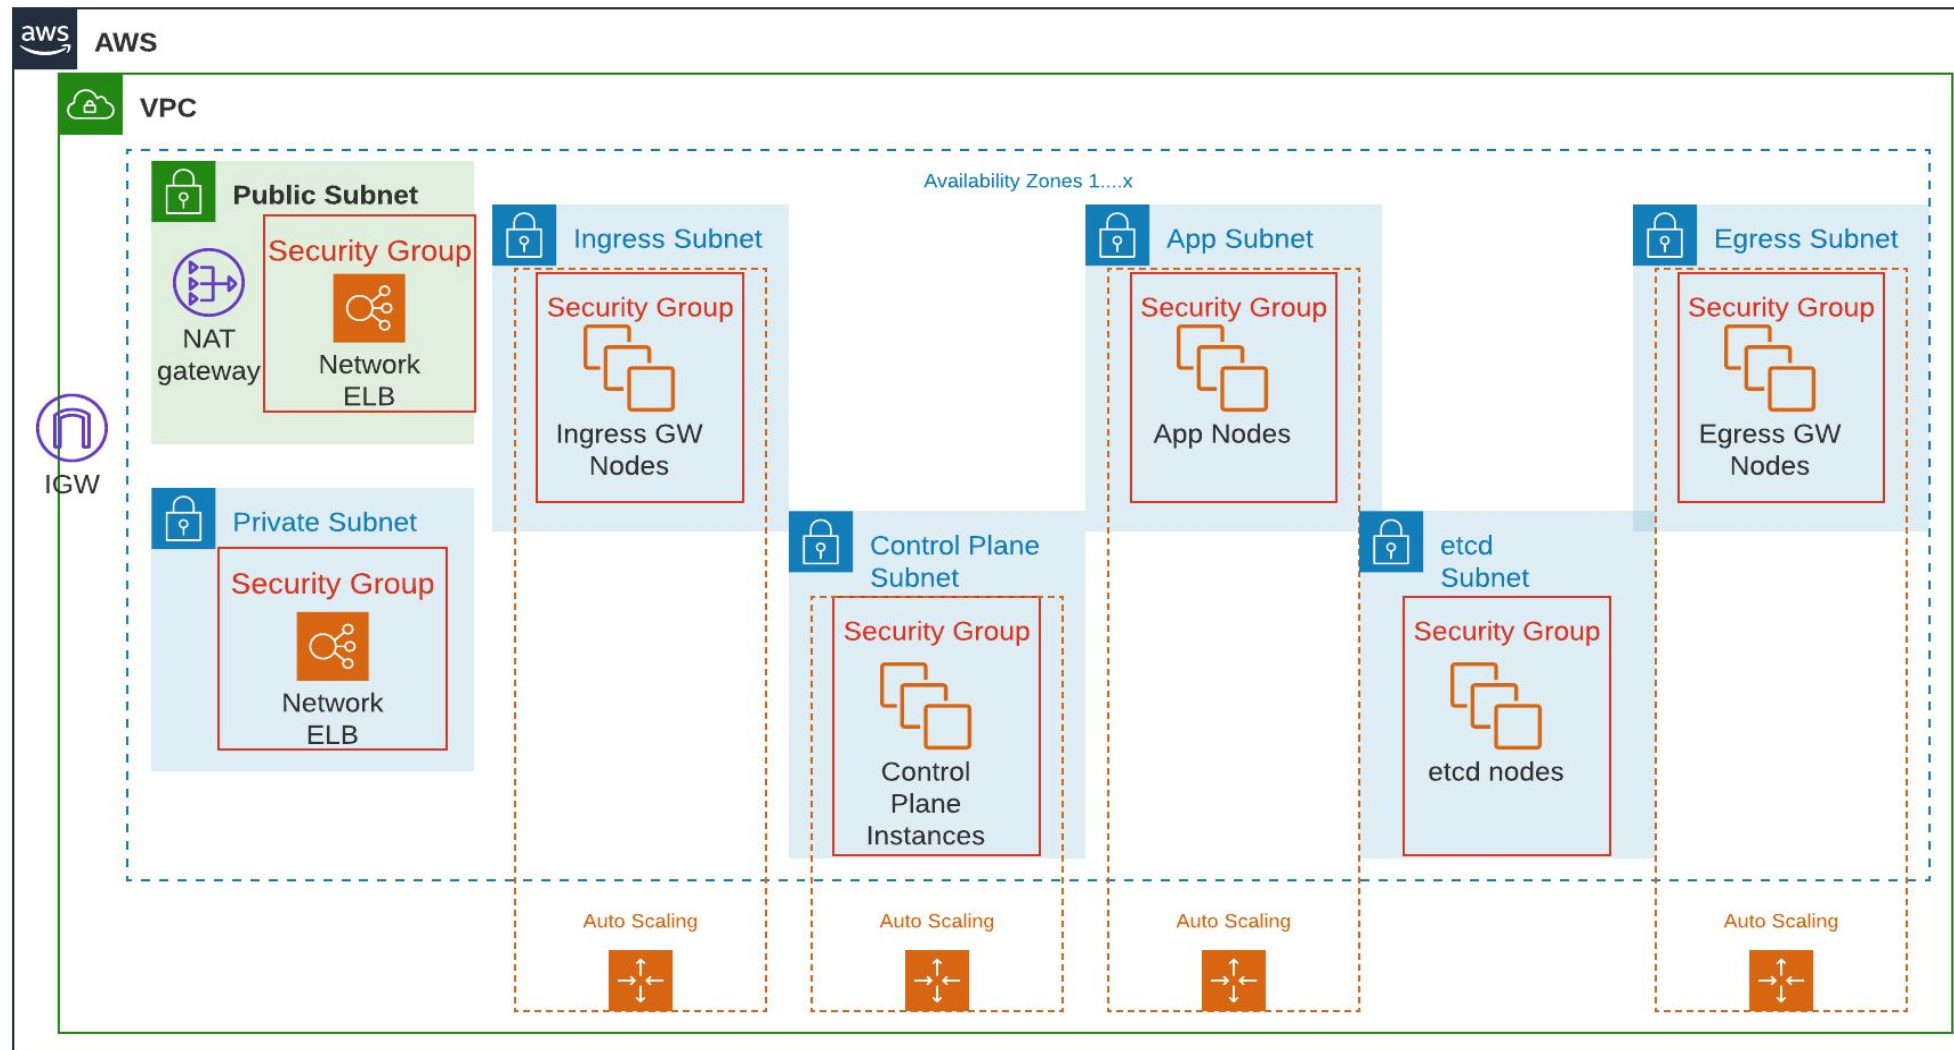 aws
AWS
VPC
Availability Zones 1....x
Public Subnet
Security Group
NAT
gateway
Network
ELB
IGW
Private Subnet
Security Group
Network
ELB
Ingress Subnet
Security Group
Ingress GW
Nodes
Control Plane
Subnet
Security Group
Control
Plane
Instances
App Subnet
Security Group
App Nodes
etcd
Subnet
Security Group
etcd nodes
Egress Subnet
Security Group
Egress GW
Nodes
Auto Scaling
Auto Scaling
Auto Scaling
Auto Scaling